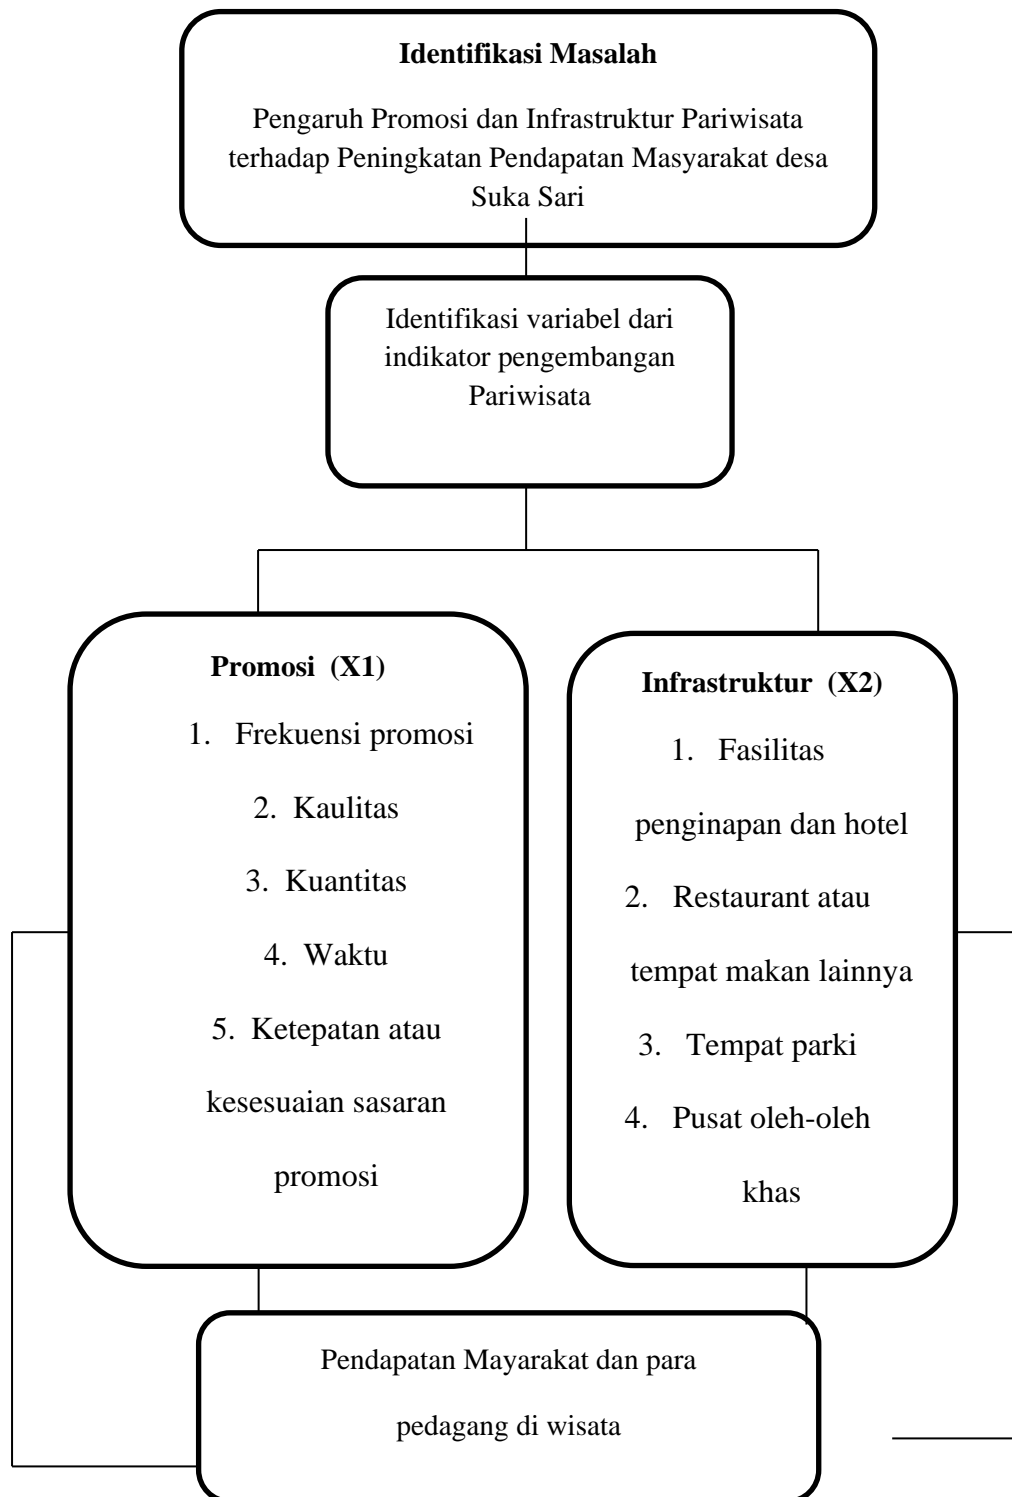 Identifikasi Masalah
Pengaruh Promosi dan Infrastruktur Pariwisata
terhadap Peningkatan Pendapatan Masyarakat desa
Suka Sari
Identifikasi variabel dari
indikator pengembangan
Pariwisata
Promosi (X1)
1. Frekuensi promosi
2. Kaulitas
3. Kuantitas
4. Waktu
5. Ketepatan atau
kesesuaian sasaran
promosi
Infrastruktur (X2)
1. Fasilitas
penginapan dan hotel
2. Restaurant atau
tempat makan lainnya
3. Tempat parki
4. Pusat oleh-oleh
khas
Pendapatan Mayarakat dan para
pedagang di wisata